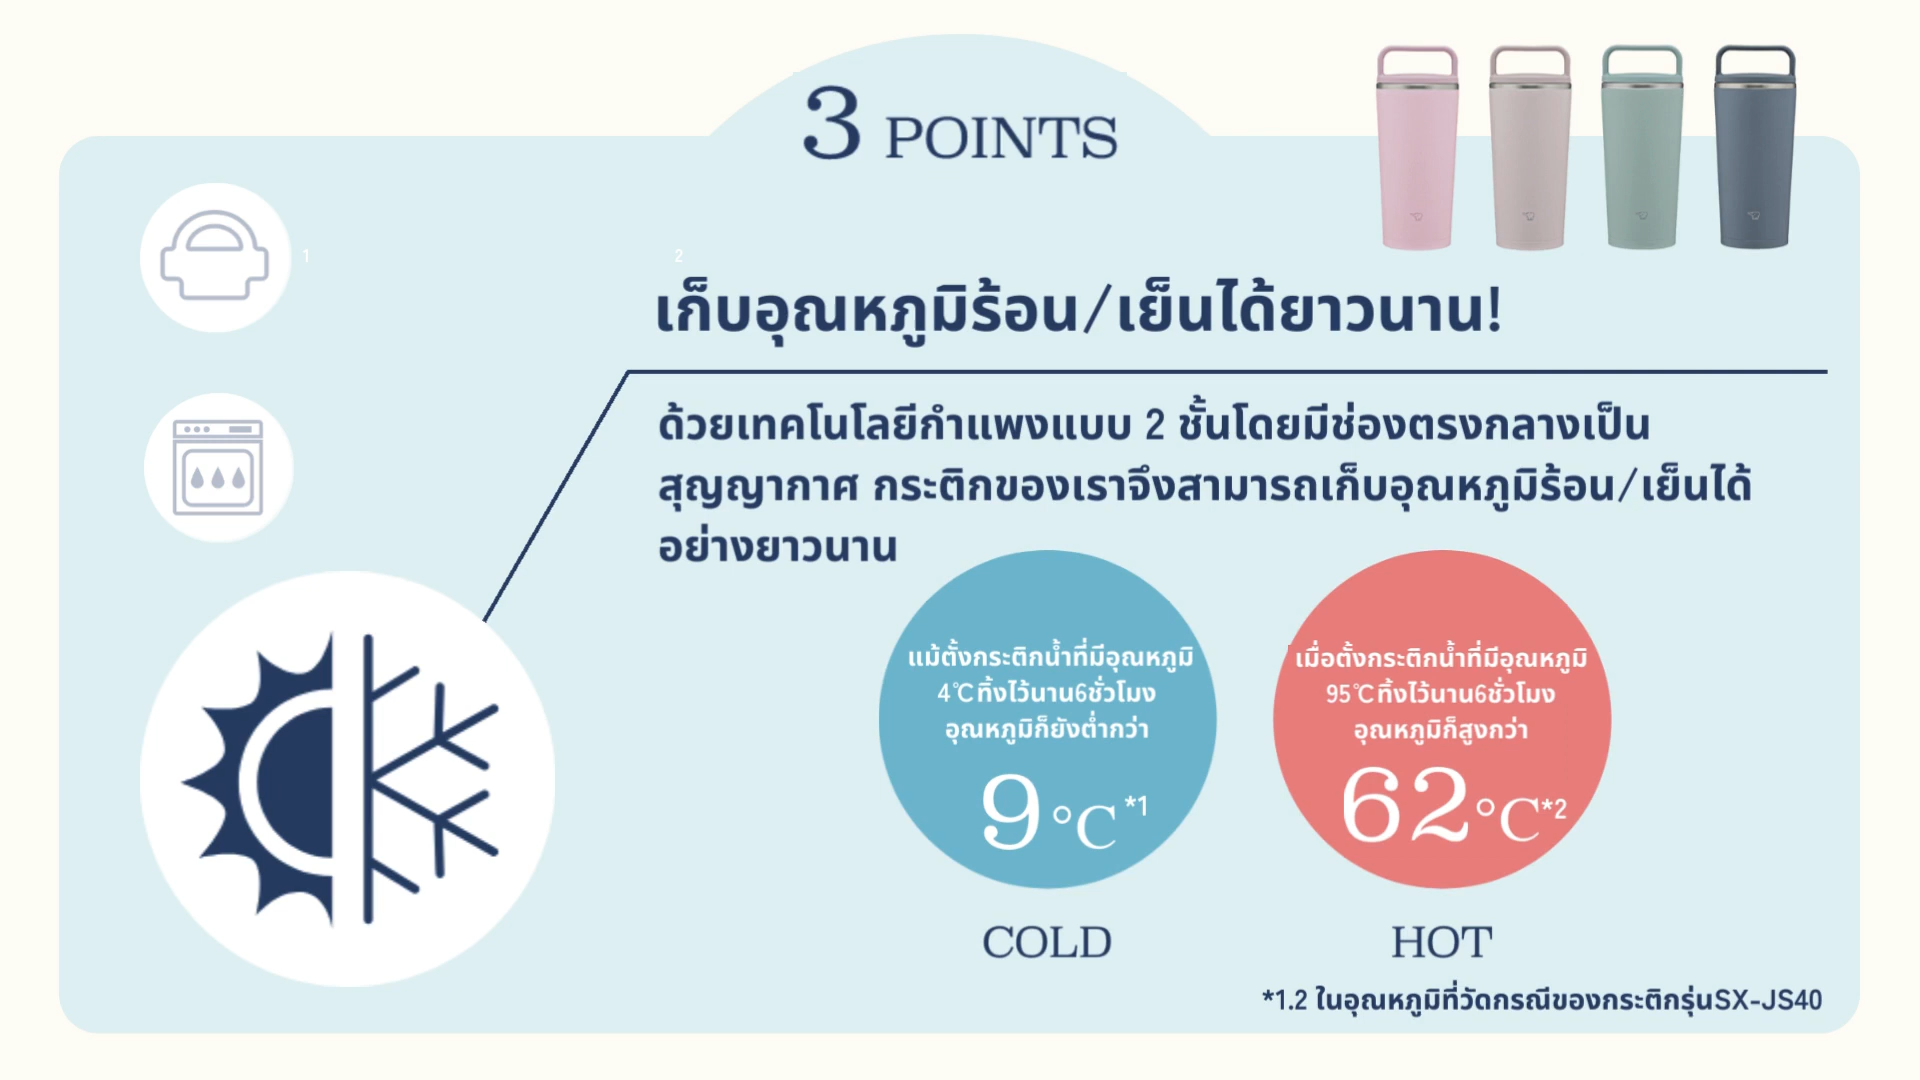 3 POINTS
1
2
เก็บอุณหภูมิร้อน/เย็นได้ยาวนาน!
ด้วยเทคโนโลยีกำแพงแบบ 2 ชั้นโดยมีช่องตรงกลางเป็น
สุญญากาศ กระติกของเราจึงสามารถเก็บอุณหภูมิร้อน/เย็นได้
อย่างยาวนาน
แม้ตั้งกระติกน้ำที่มีอุณหภูมิ
4℃ทิ้งไว้นาน6ชั่วโมง
อุณหภูมิก็ยังต่ำกว่า
9℃*1
COLD
เมื่อตั้งกระติกน้ำที่มีอุณหภูมิ
95℃ทิ้งไว้นาน6ชั่วโมง
อุณหภูมิก็สูงกว่า
62℃*2
HOT
*1.2 ในอุณหภูมิที่วัดกรณีของกระติกรุ่นSX-JS40